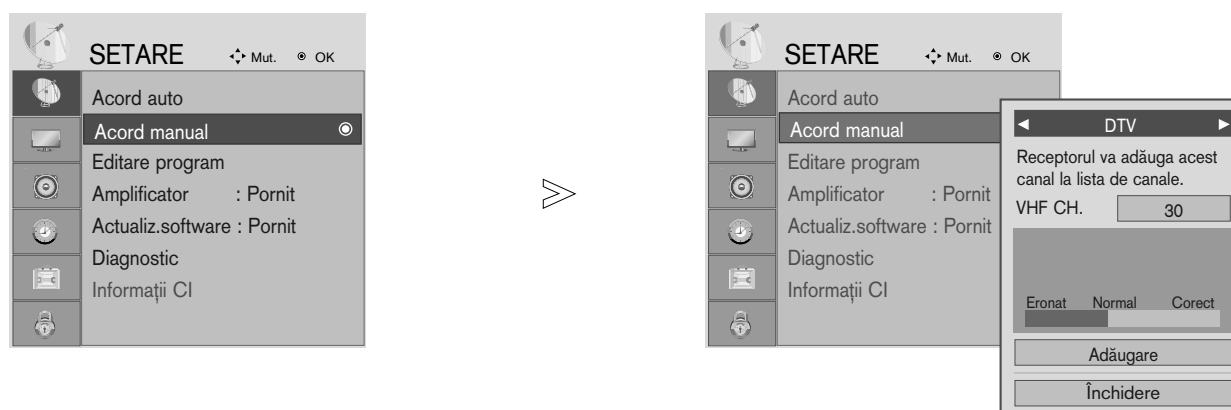 SETARE Mut. OK
Acord auto
Acord manual
Editare program
Amplificator : Pornit
Actualiz.software : Pornit
Diagnostic
Informații CI
SETARE Mut. OK
Acord auto
Acord manual
Editare program
Amplificator : Pornit
Actualiz.software : Pornit
Diagnostic
Informații CI
DTV
Receptorul va adăuga acest
canal la lista de canale.
VHF CH. 30
Eronat Normal Corect
Adăugare
Închidere